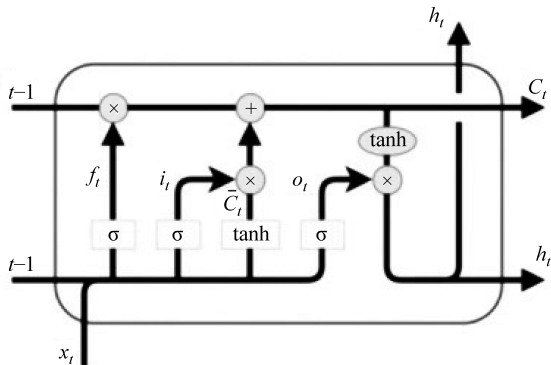 h_t
t–1 × + C_t
tanh
f_t i_t × o_t ×
C̄_t
σ σ tanh σ
t–1 h_t
x_t